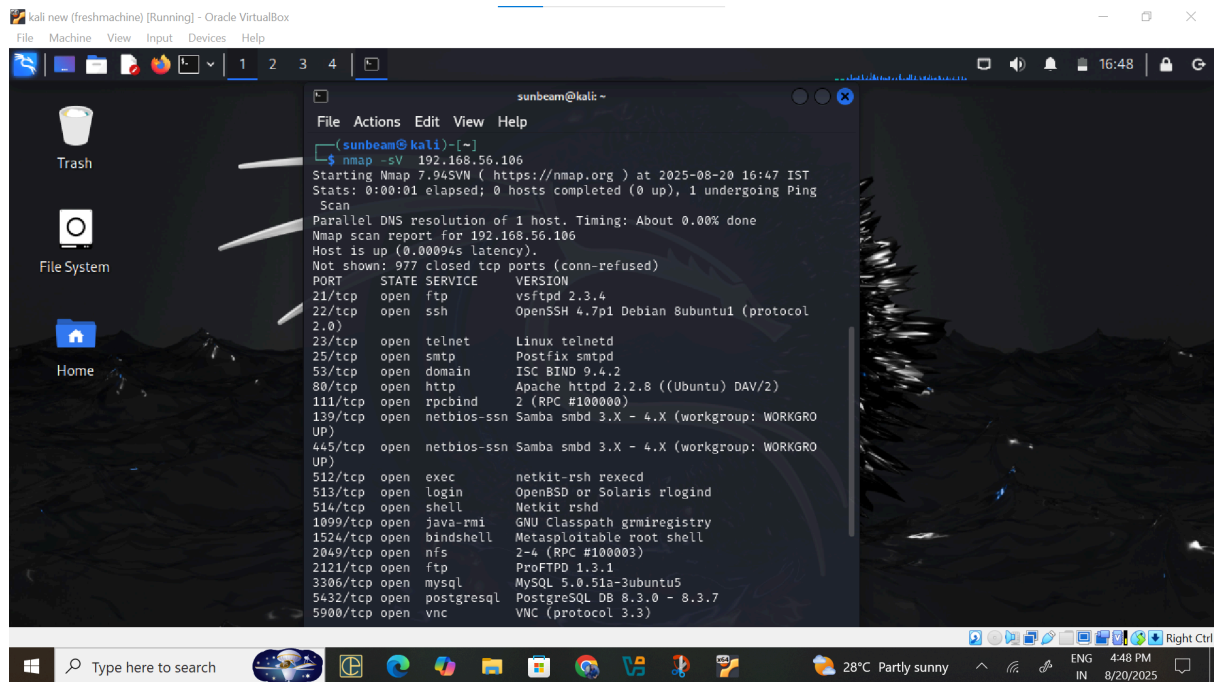 kali new (freshmachine) [Running] - Oracle VirtualBox
File Machine View Input Devices Help
1 2 3 4
16:48
Trash
File System
Home
sunbeam@kali: ~
File Actions Edit View Help
(sunbeam㉿kali)-[~]
$ nmap -sV 192.168.56.106
Starting Nmap 7.94SVN ( https://nmap.org ) at 2025-08-20 16:47 IST
Stats: 0:00:01 elapsed; 0 hosts completed (0 up), 1 undergoing Ping
Scan
Parallel DNS resolution of 1 host. Timing: About 0.00% done
Nmap scan report for 192.168.56.106
Host is up (0.00094s latency).
Not shown: 977 closed tcp ports (conn-refused)
PORT STATE SERVICE VERSION
21/tcp open ftp vsftpd 2.3.4
22/tcp open ssh OpenSSH 4.7p1 Debian 8ubuntu1 (protocol
2.0)
23/tcp open telnet Linux telnetd
25/tcp open smtp Postfix smtpd
53/tcp open domain ISC BIND 9.4.2
80/tcp open http Apache httpd 2.2.8 ((Ubuntu) DAV/2)
111/tcp open rpcbind 2 (RPC #100000)
139/tcp open netbios-ssn Samba smbd 3.X - 4.X (workgroup: WORKGRO
UP)
445/tcp open netbios-ssn Samba smbd 3.X - 4.X (workgroup: WORKGRO
UP)
512/tcp open exec netkit-rsh rexecd
513/tcp open login OpenBSD or Solaris rlogind
514/tcp open shell Netkit rshd
1099/tcp open java-rmi GNU Classpath grmiregistry
1524/tcp open bindshell Metasploitable root shell
2049/tcp open nfs 2-4 (RPC #100003)
2121/tcp open ftp ProFTPD 1.3.1
3306/tcp open mysql MySQL 5.0.51a-3ubuntu5
5432/tcp open postgresql PostgreSQL DB 8.3.0 - 8.3.7
5900/tcp open vnc VNC (protocol 3.3)
Right Ctrl
Type here to search
28°C Partly sunny
ENG
IN
4:48 PM
8/20/2025